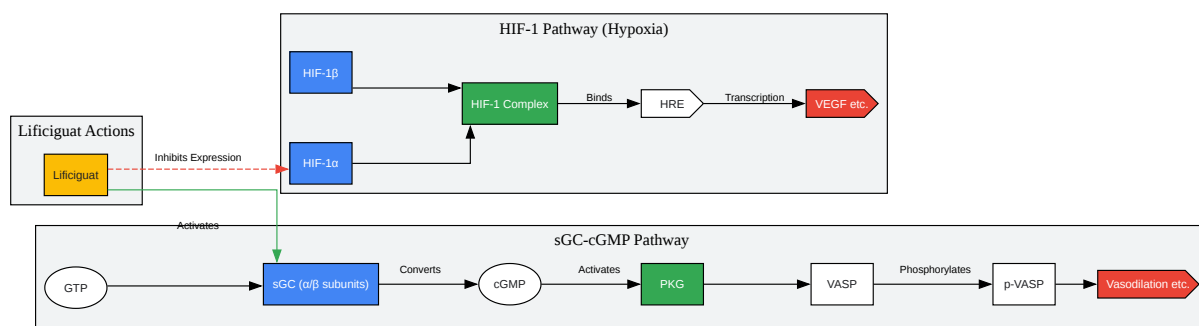 HIF-1 Pathway (Hypoxia)
HIF-1β
HIF-1 Complex
Binds
HRE
Transcription
VEGF etc.
Lificiguat Actions
Lificiguat
Inhibits Expression
HIF-1α
Activates
sGC-cGMP Pathway
GTP
sGC (α/β subunits)
Converts
cGMP
Activates
PKG
VASP
Phosphorylates
p-VASP
Vasodilation etc.